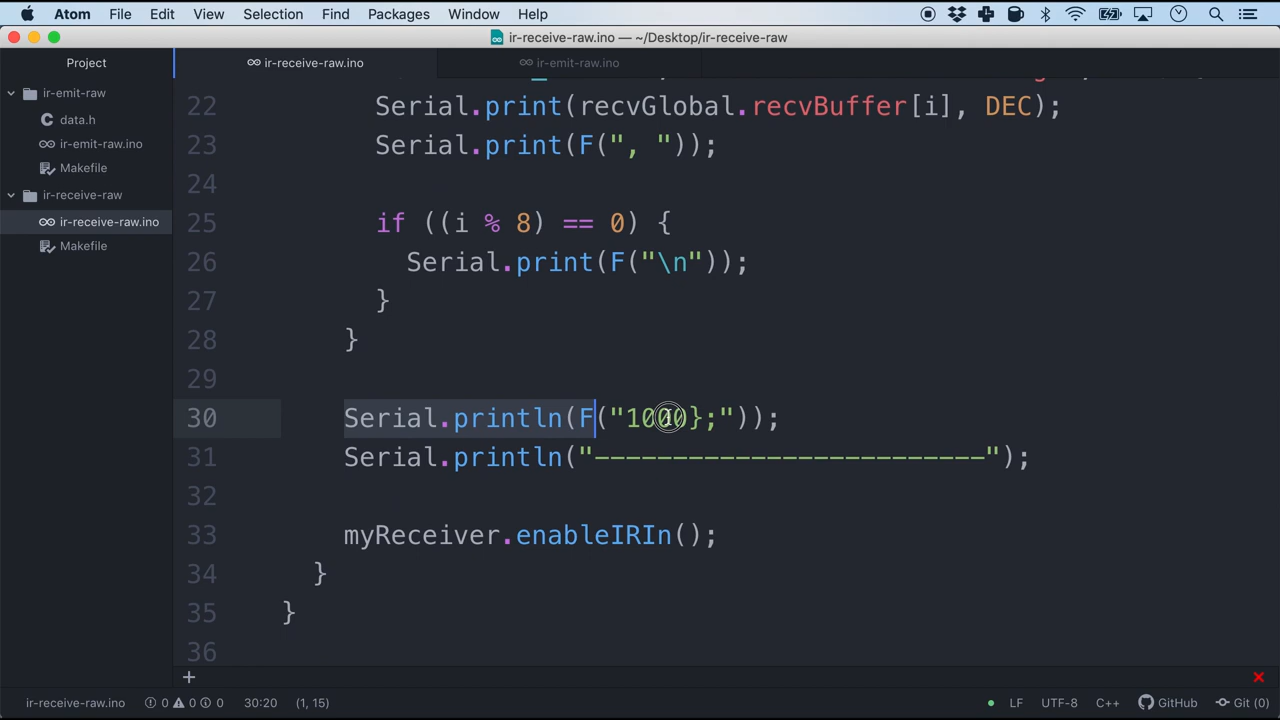 Atom File Edit View Selection Find Packages Window Help
ir-receive-raw.ino — ~/Desktop/ir-receive-raw
Project
ir-receive-raw.ino
ir-emit-raw.ino
ir-emit-raw
data.h
ir-emit-raw.ino
Makefile
ir-receive-raw
ir-receive-raw.ino
Makefile
22 Serial.print(recvGlobal.recvBuffer[i], DEC);
23 Serial.print(F(", "));
24
25 if ((i % 8) == 0) {
26 Serial.print(F("\n"));
27 }
28 }
29
30 Serial.println(F("1000};"));
31 Serial.println("-------------------------");
32
33 myReceiver.enableIRIn();
34 }
35 }
36
+
ir-receive-raw.ino 0 0 0 30:20 (1, 15) LF UTF-8 C++ GitHub Git (0)